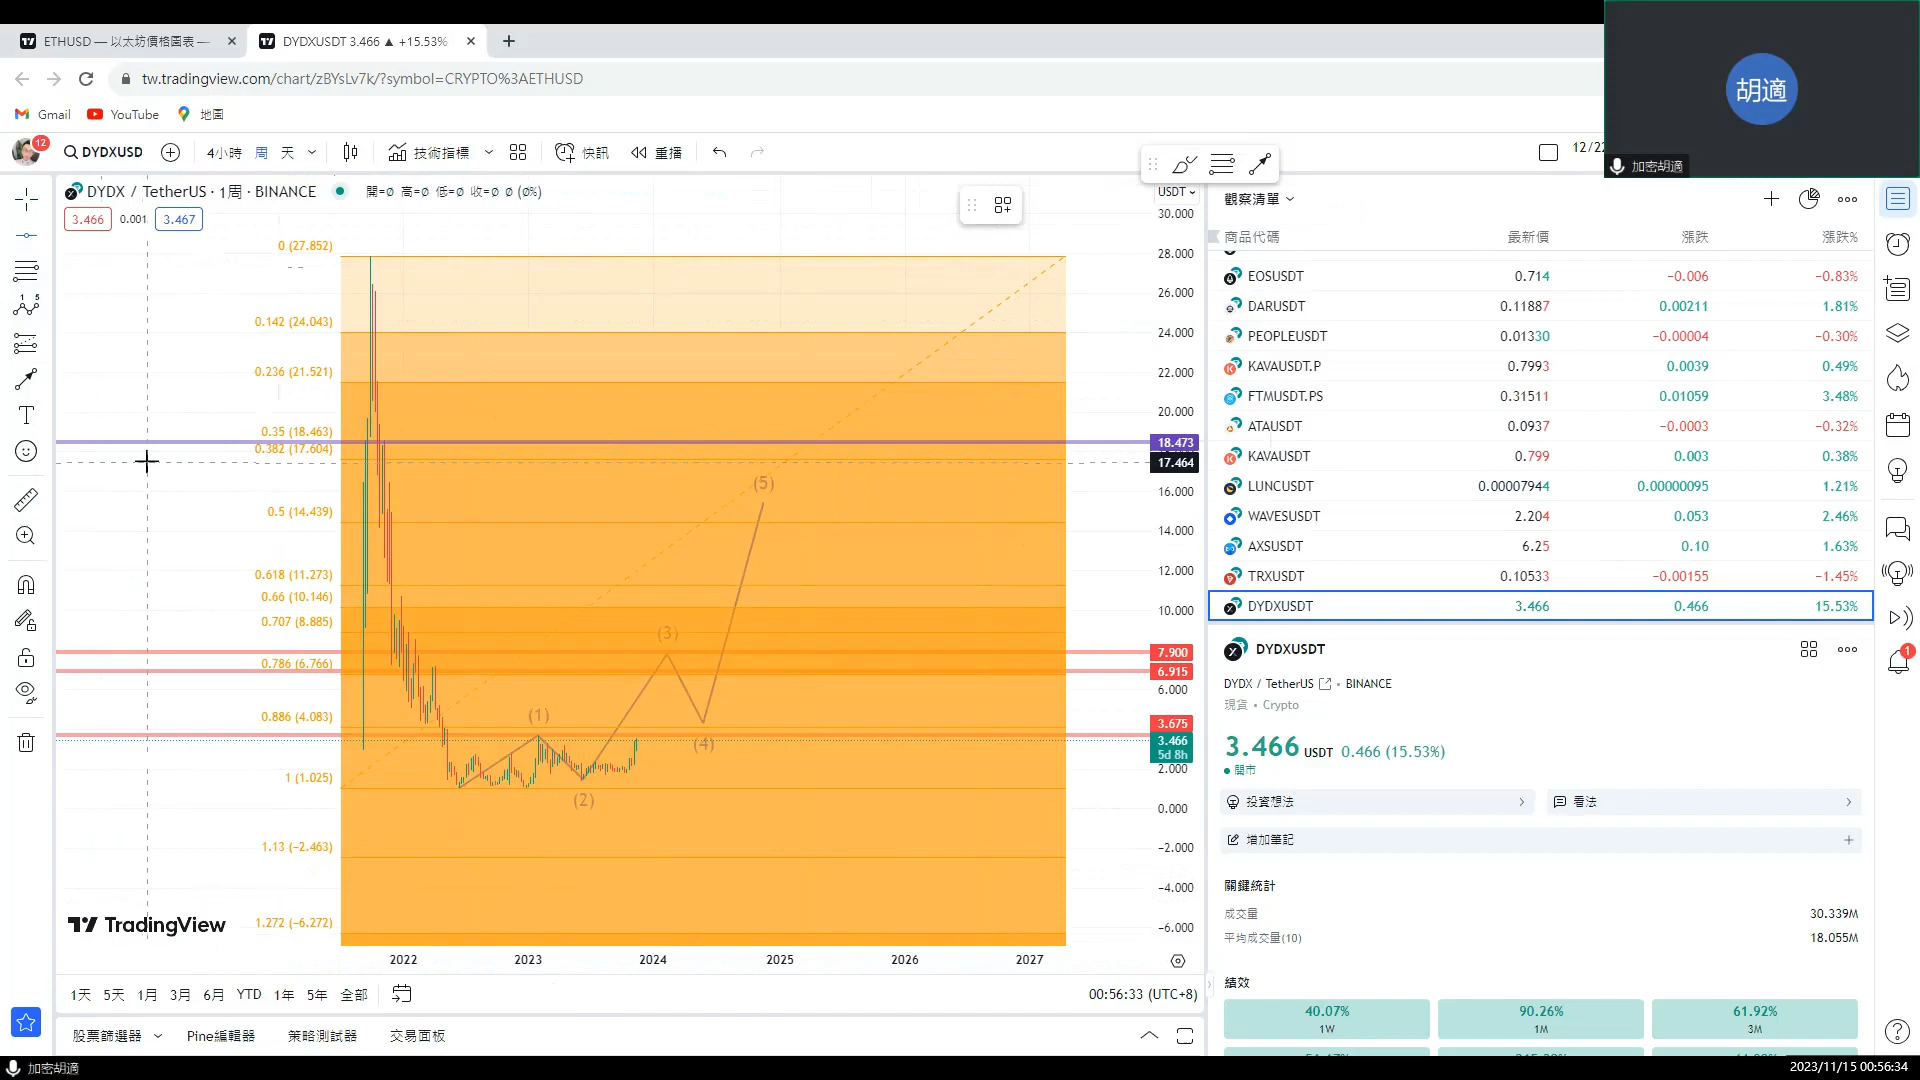 ETHUSD — 以太坊價格圖表 —
DYDXUSDT 3.466 ▲ +15.53%
tw.tradingview.com/chart/zBYsLv7k/?symbol=CRYPTO%3AETHUSD
Gmail
YouTube
地圖
胡適
加密胡適
12
DYDXUSD
4小時 周 天
技術指標
快訊
重播
12/22
DYDX / TetherUS · 1周 · BINANCE
開=∅ 高=∅ 低=∅ 收=∅ ∅ (∅%)
3.466
0.001
3.467
USDT
30.000
28.000
26.000
24.000
22.000
20.000
18.473
17.464
16.000
14.000
12.000
10.000
7.900
6.915
6.000
3.675
3.466
5d 8h
2.000
0.000
−2.000
−4.000
−6.000
0 (27.852)
0.142 (24.043)
0.236 (21.521)
0.35 (18.463)
0.382 (17.604)
0.5 (14.439)
0.618 (11.273)
0.66 (10.146)
0.707 (8.885)
0.786 (6.766)
0.886 (4.083)
1 (1.025)
1.13 (−2.463)
1.272 (−6.272)
(1)
(2)
(3)
(4)
(5)
TradingView
2022 2023 2024 2025 2026 2027
1天 5天 1月 3月 6月 YTD 1年 5年 全部
00:56:33 (UTC+8)
股票篩選器 Pine編輯器 策略測試器 交易面板
觀察清單
商品代碼 最新價 漲跌 漲跌%
EOSUSDT 0.714 −0.006 −0.83%
DARUSDT 0.11887 0.00211 1.81%
PEOPLEUSDT 0.01330 −0.00004 −0.30%
KAVAUSDT.P 0.7993 0.0039 0.49%
FTMUSDT.PS 0.31511 0.01059 3.48%
ATAUSDT 0.0937 −0.0003 −0.32%
KAVAUSDT 0.799 0.003 0.38%
LUNCUSDT 0.00007944 0.00000095 1.21%
WAVESUSDT 2.204 0.053 2.46%
AXSUSDT 6.25 0.10 1.63%
TRXUSDT 0.10533 −0.00155 −1.45%
DYDXUSDT 3.466 0.466 15.53%
DYDXUSDT
DYDX / TetherUS • BINANCE
現貨 • Crypto
3.466 USDT 0.466 (15.53%)
開市
投資想法
看法
增加筆記
關鍵統計
成交量 30.339M
平均成交量(10) 18.055M
績效
40.07% 90.26% 61.92%
1W 1M 3M
1
加密胡適
2023/11/15 00:56:34